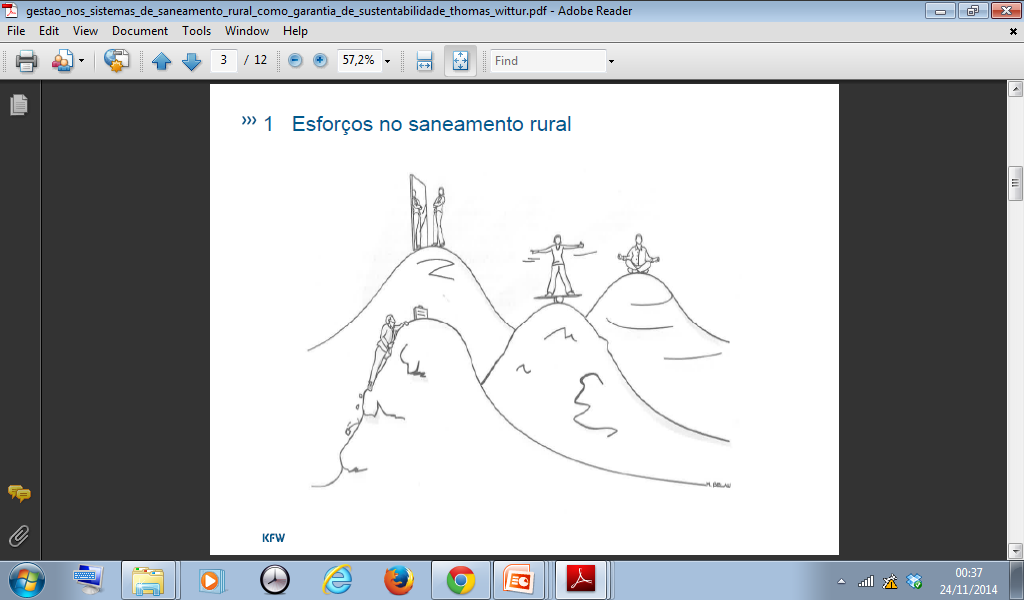 gestao_nos_sistemas_de_saneamento_rural_como_garantia_de_sustentabilidade_thomas_wittur.pdf - Adobe Reader
File Edit View Document Tools Window Help
3 / 12 57,2% Find
››› 1 Esforços no saneamento rural
KFW
00:37
24/11/2014